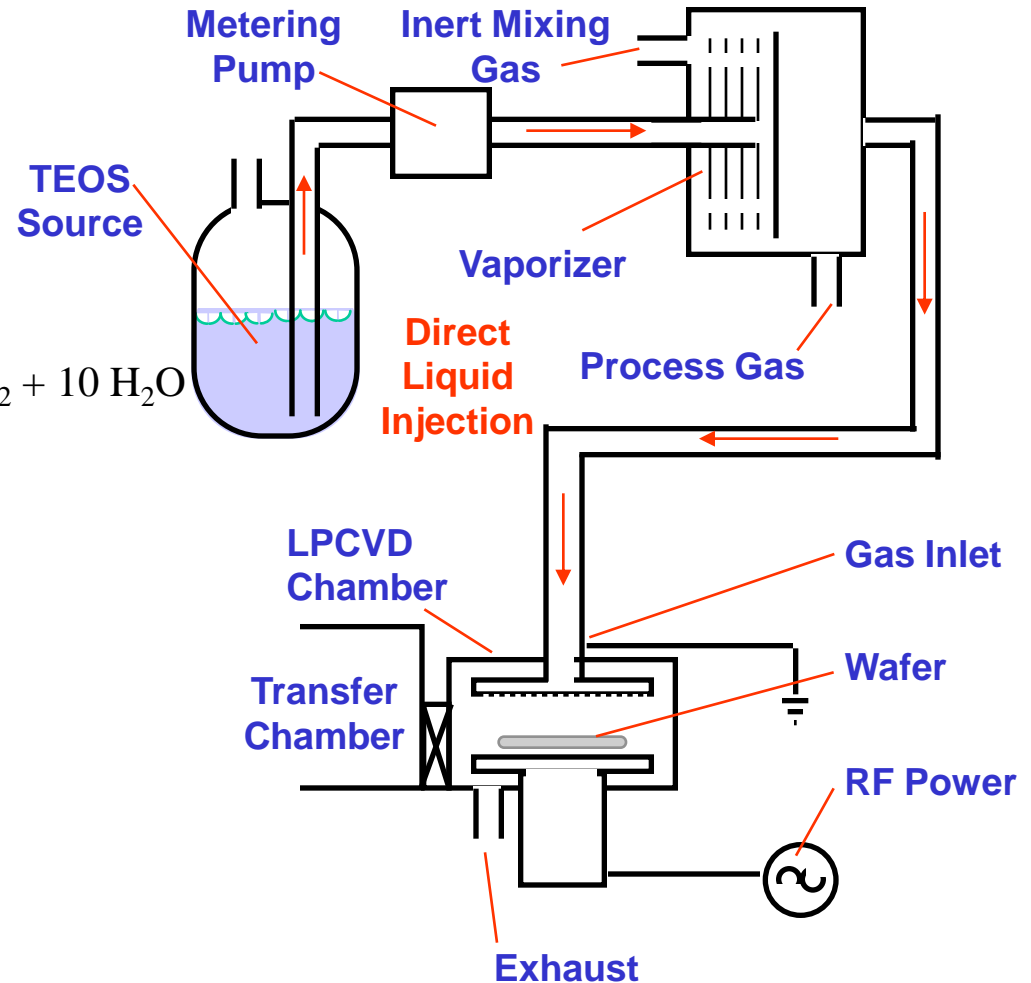 Metering
Pump
Inert Mixing
Gas
TEOS
Source
Vaporizer
Direct
Liquid
Injection
Process Gas
₂ + 10 H₂O
LPCVD
Chamber
Gas Inlet
Wafer
Transfer
Chamber
RF Power
Exhaust